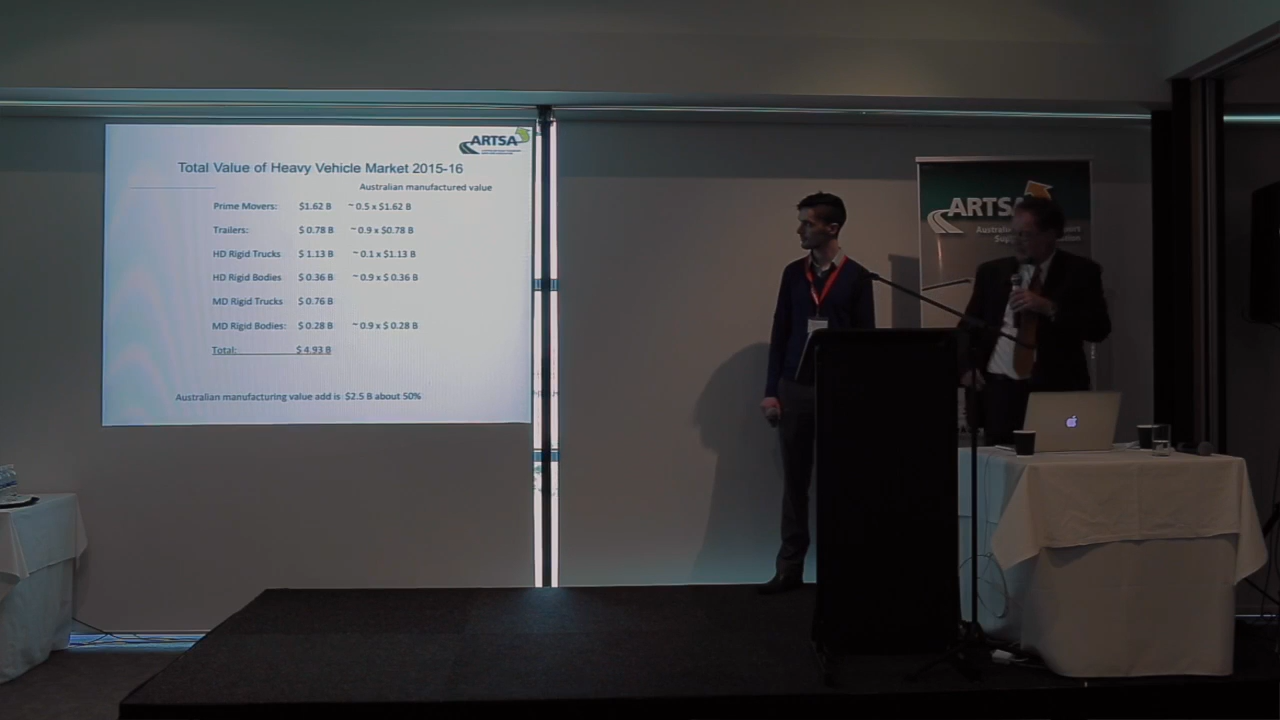 ARTSA
Total Value of Heavy Vehicle Market 2015-16
Australian manufactured value
Prime Movers: $1.62 B ~ 0.5 x $1.62 B
Trailers: $ 0.78 B ~ 0.9 x $0.78 B
HD Rigid Trucks $ 1.13 B ~ 0.1 x $1.13 B
HD Rigid Bodies $ 0.36 B ~ 0.9 x $ 0.36 B
MD Rigid Trucks $ 0.76 B
MD Rigid Bodies: $ 0.28 B ~ 0.9 x $ 0.28 B
Total: $ 4.93 B
Australian manufacturing value add is $2.5 B about 50%
ARTSA